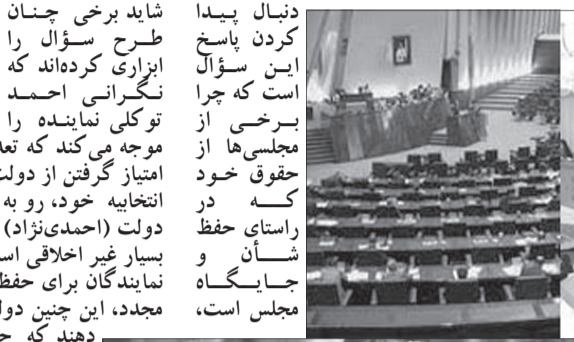 دنبال پیدا
کردن پاسخ
این سؤال
است که چرا
برخی از
مجلسی‌ها از
حقوق خود
که در
راستای حفظ
شأن و
جایگاه
مجلس است،
شاید برخی چنان
طرح سؤال را
ابزاری کرده‌اند که
نگرانی احمد
توکلی نماینده را
موجه می‌کند که تعد
امتیاز گرفتن از دولت
انتخابیه خود، رو به
دولت (احمدی‌نژاد)
بسیار غیر اخلاقی اس
نمایندگان برای حفظ
مجدد، این چنین دول
دهند که ح